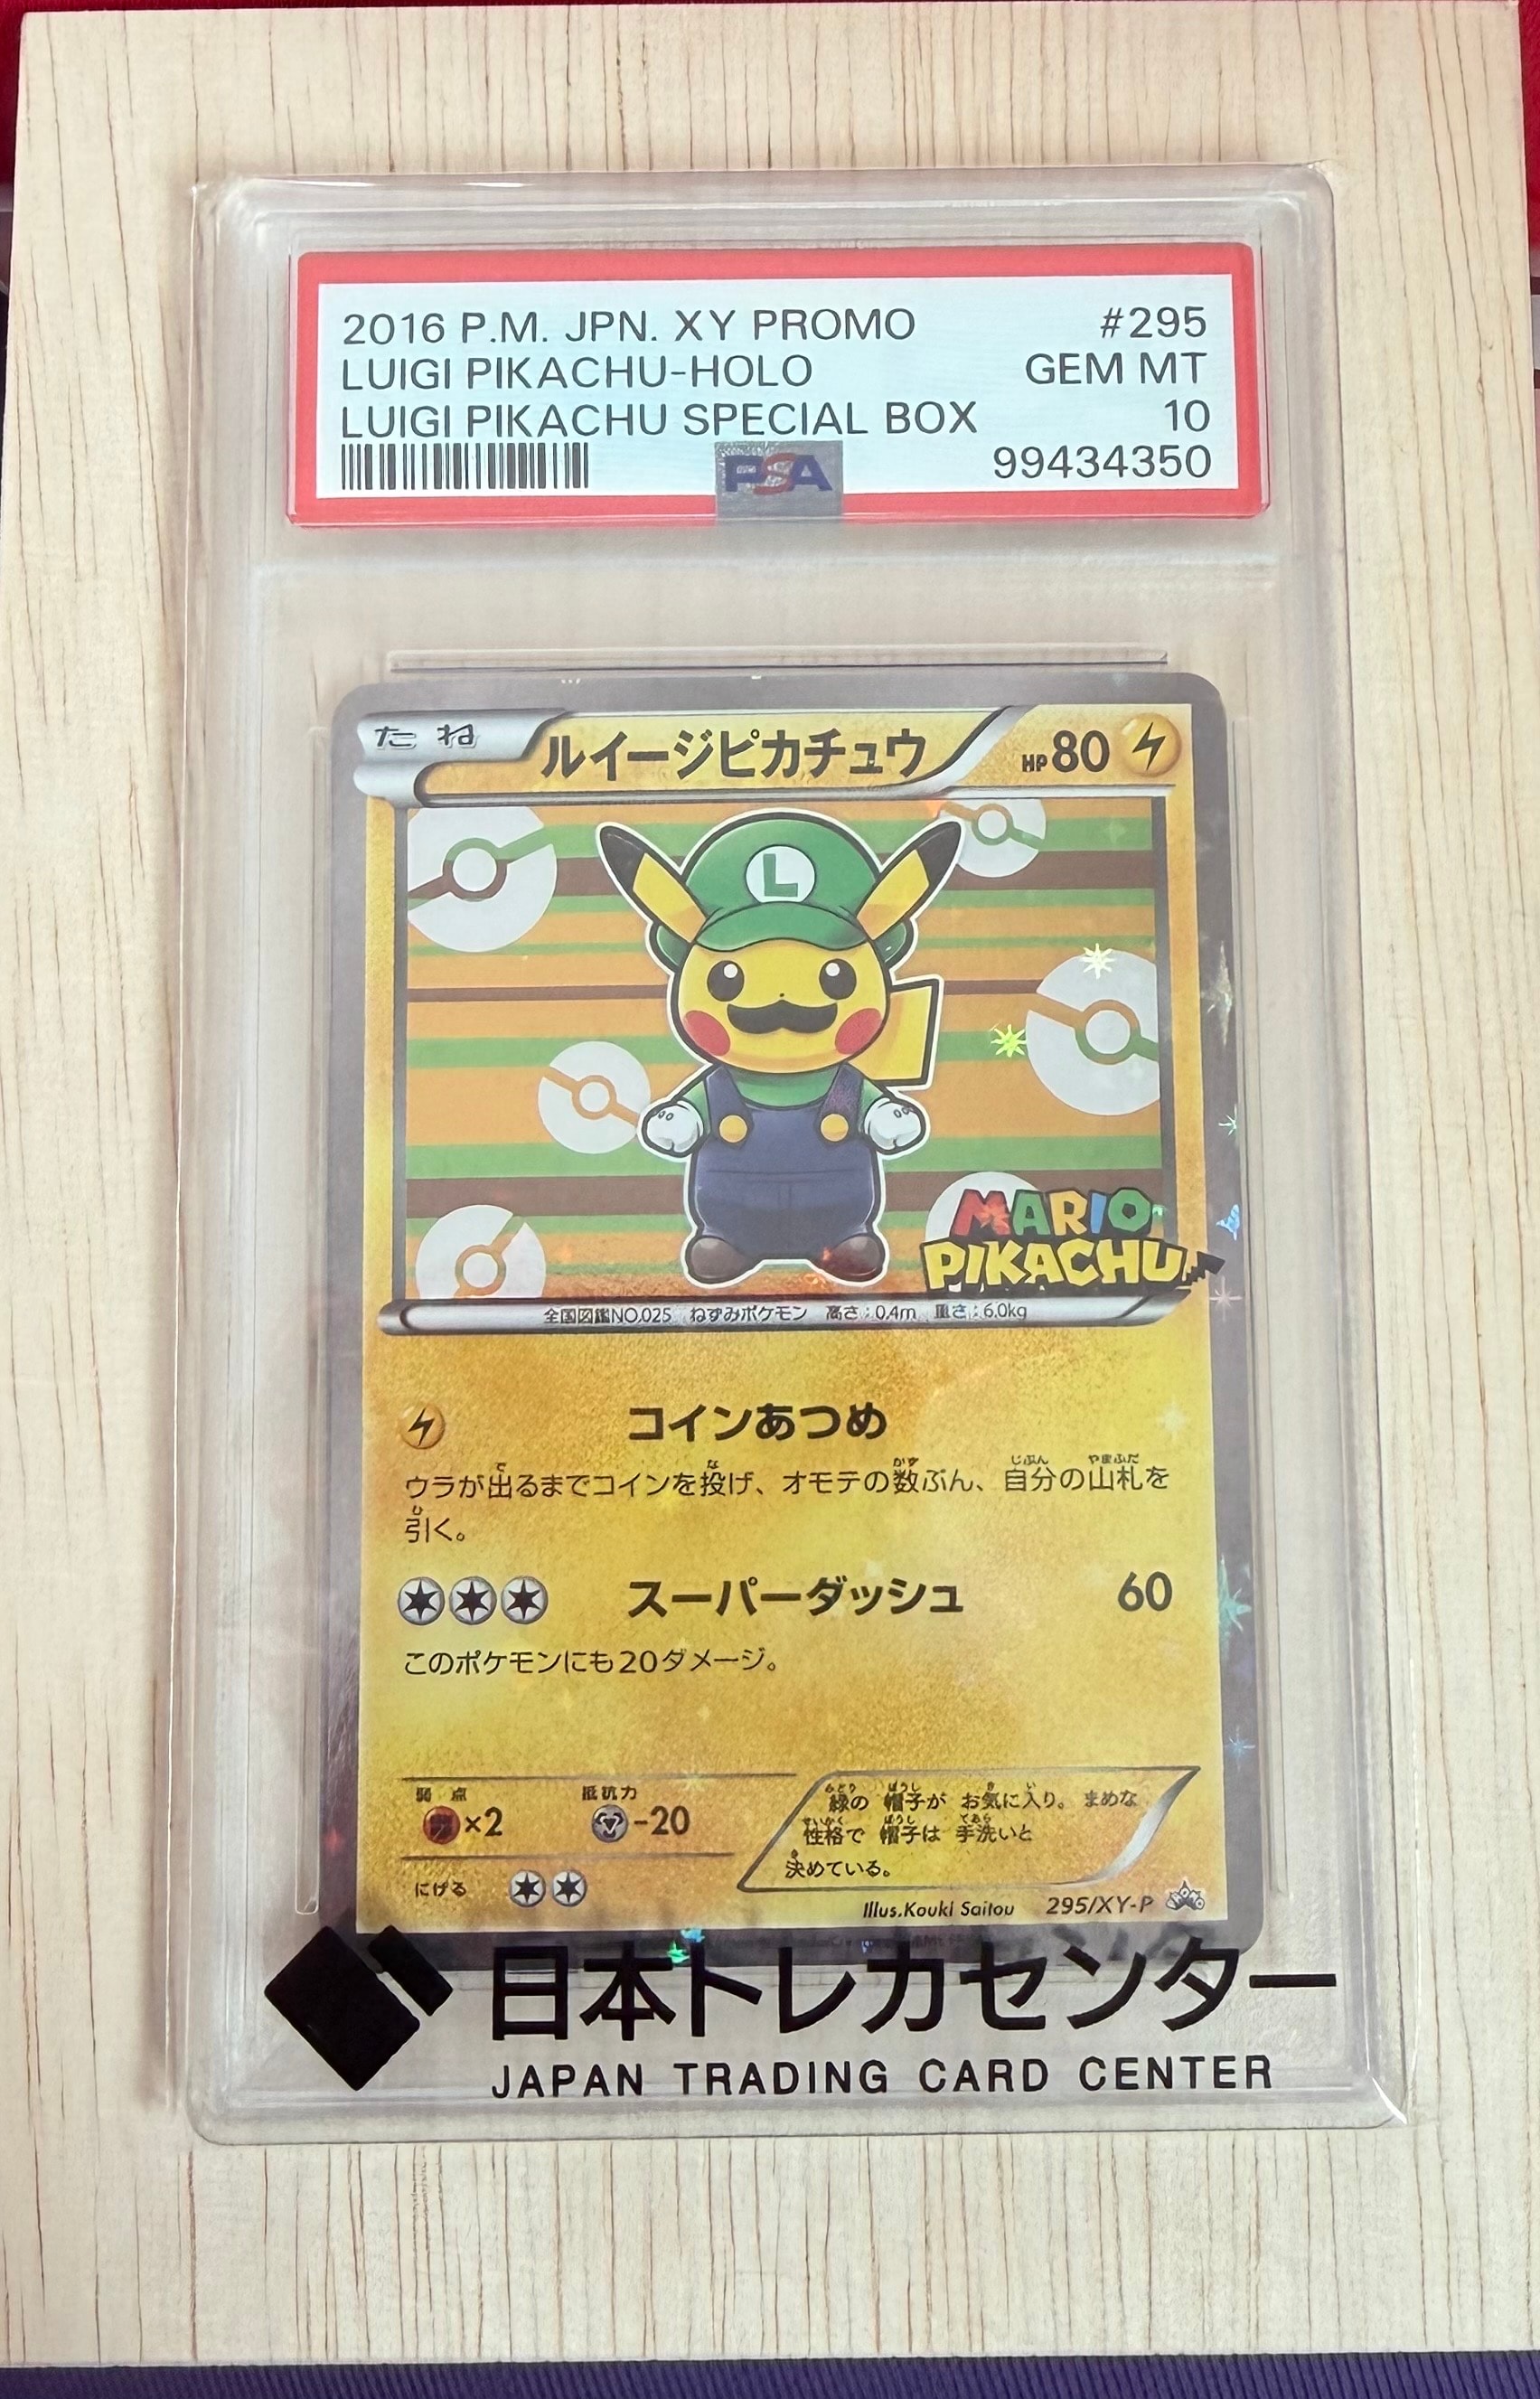 2016 P.M. JPN. XY PROMO #295
LUIGI PIKACHU-HOLO GEM MT
LUIGI PIKACHU SPECIAL BOX 10
PSA 99434350
たね ルイージピカチュウ HP80
L
MARIO
PIKACHU
全国図鑑NO.025 ねずみポケモン 高さ:0.4m 重さ:6.0kg
コインあつめ
ウラが出るまでコインを投げ、オモテの数ぶん、自分の山札を
引く。
スーパーダッシュ 60
このポケモンにも20ダメージ。
弱点 抵抗力
×2 -20
にげる
緑の帽子がお気に入り。まめな
性格で帽子は手洗いと
決めている。
Illus.Kouki Saitou 295/XY-P
日本トレカセンター
JAPAN TRADING CARD CENTER